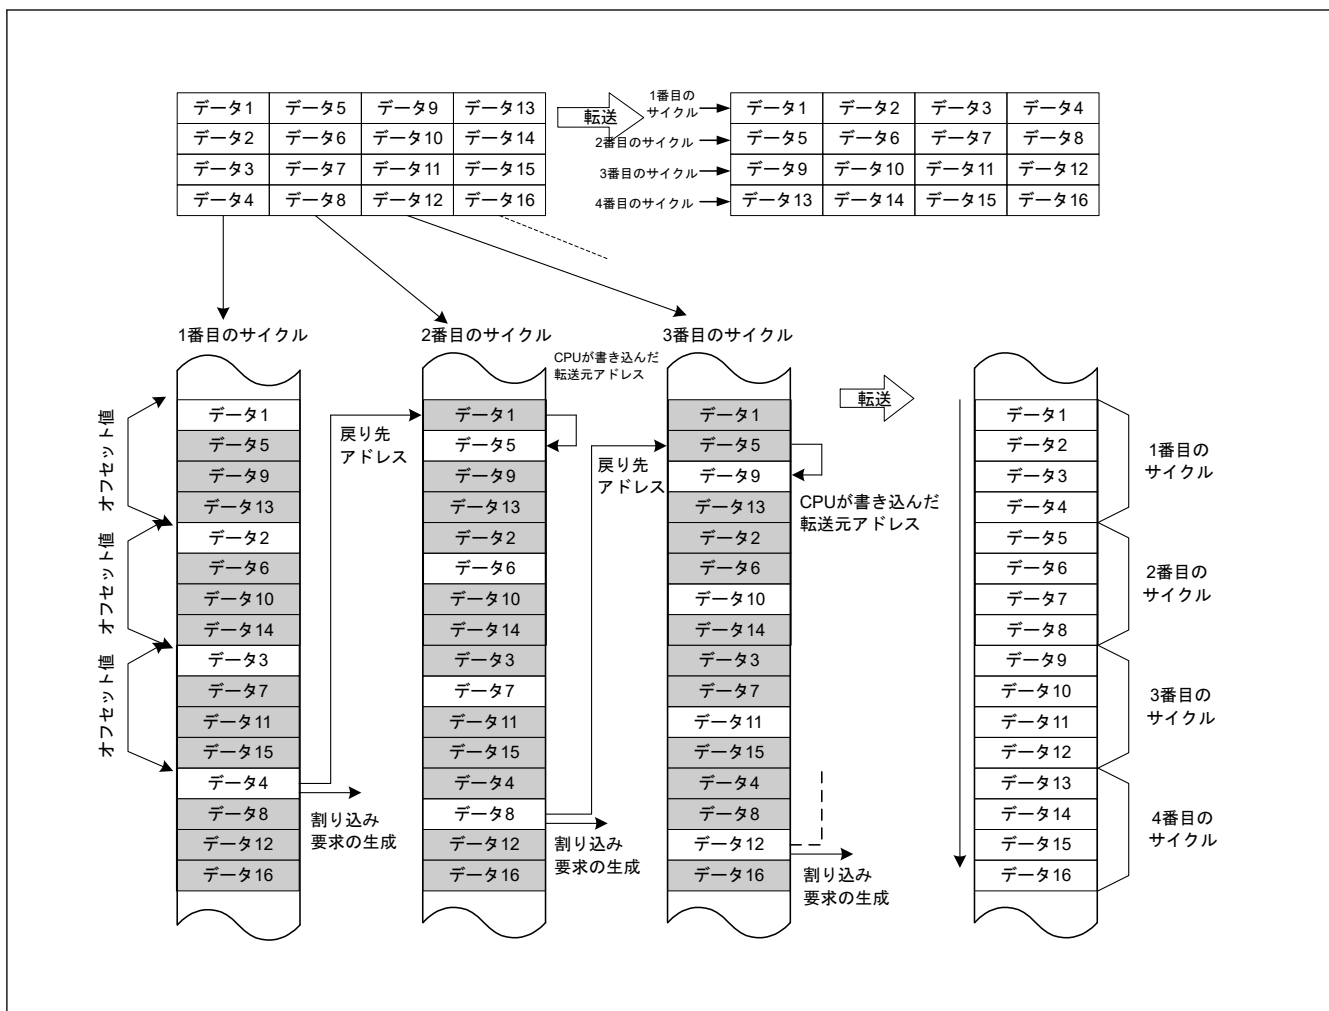 データ1 データ5 データ9 データ13
データ2 データ6 データ10 データ14
データ3 データ7 データ11 データ15
データ4 データ8 データ12 データ16
転送
1番目の
サイクル
2番目のサイクル
3番目のサイクル
4番目のサイクル
データ1 データ2 データ3 データ4
データ5 データ6 データ7 データ8
データ9 データ10 データ11 データ12
データ13 データ14 データ15 データ16
1番目のサイクル
オフセット値
オフセット値
オフセット値
データ1
データ5
データ9
データ13
データ2
データ6
データ10
データ14
データ3
データ7
データ11
データ15
データ4
データ8
データ12
データ16
戻り先
アドレス
割り込み
要求の生成
2番目のサイクル
CPUが書き込んだ
転送元アドレス
データ1
データ5
データ9
データ13
データ2
データ6
データ10
データ14
データ3
データ7
データ11
データ15
データ4
データ8
データ12
データ16
戻り先
アドレス
割り込み
要求の生成
3番目のサイクル
データ1
データ5
データ9
データ13
データ2
データ6
データ10
データ14
データ3
データ7
データ11
データ15
データ4
データ8
データ12
データ16
CPUが書き込んだ
転送元アドレス
割り込み
要求の生成
転送
データ1
データ2
データ3
データ4
データ5
データ6
データ7
データ8
データ9
データ10
データ11
データ12
データ13
データ14
データ15
データ16
1番目の
サイクル
2番目の
サイクル
3番目の
サイクル
4番目の
サイクル